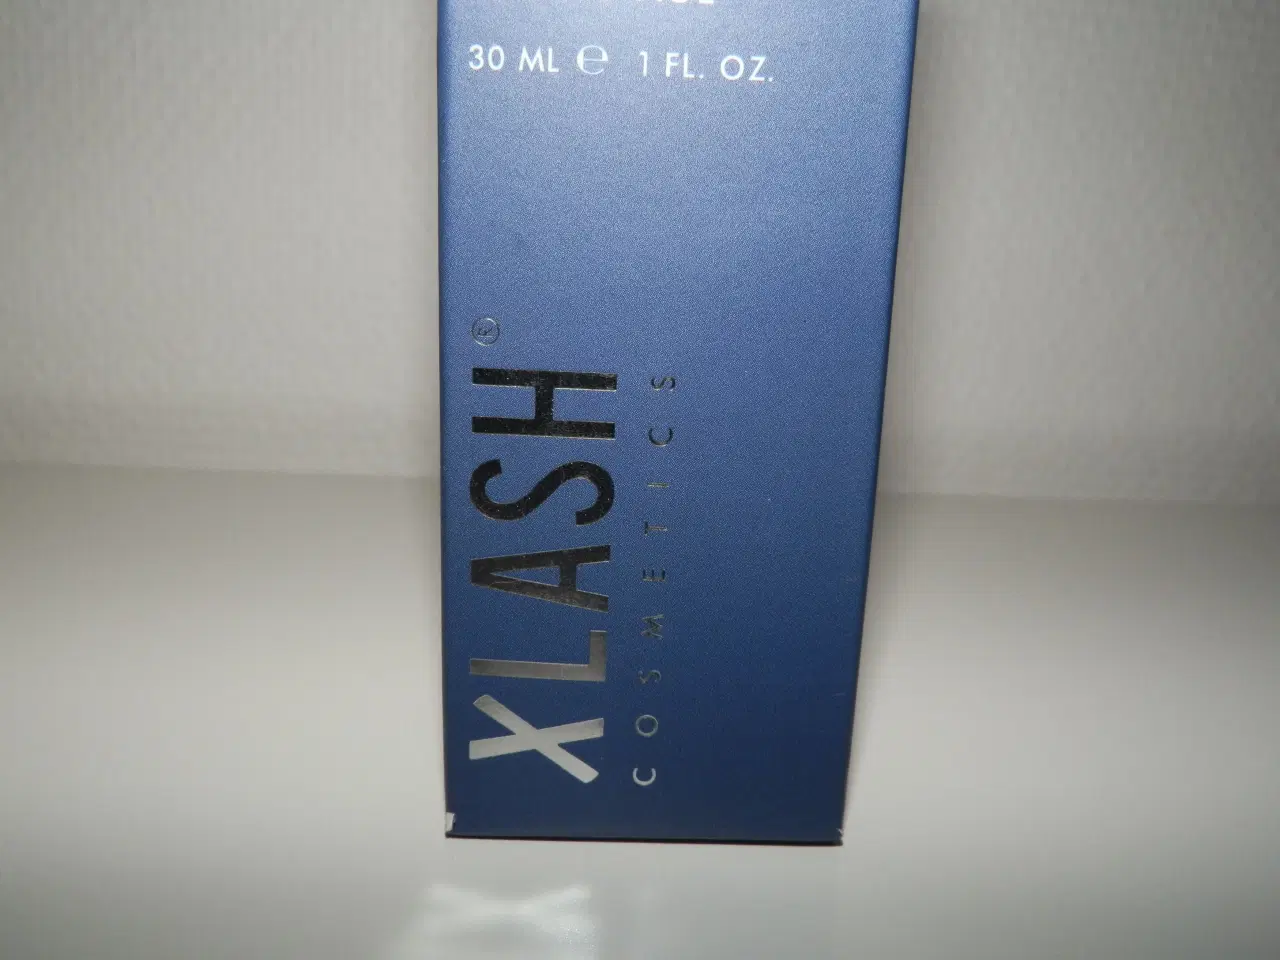 30 ML ℮ 1 FL. OZ.
XLASH®
COSMETICS